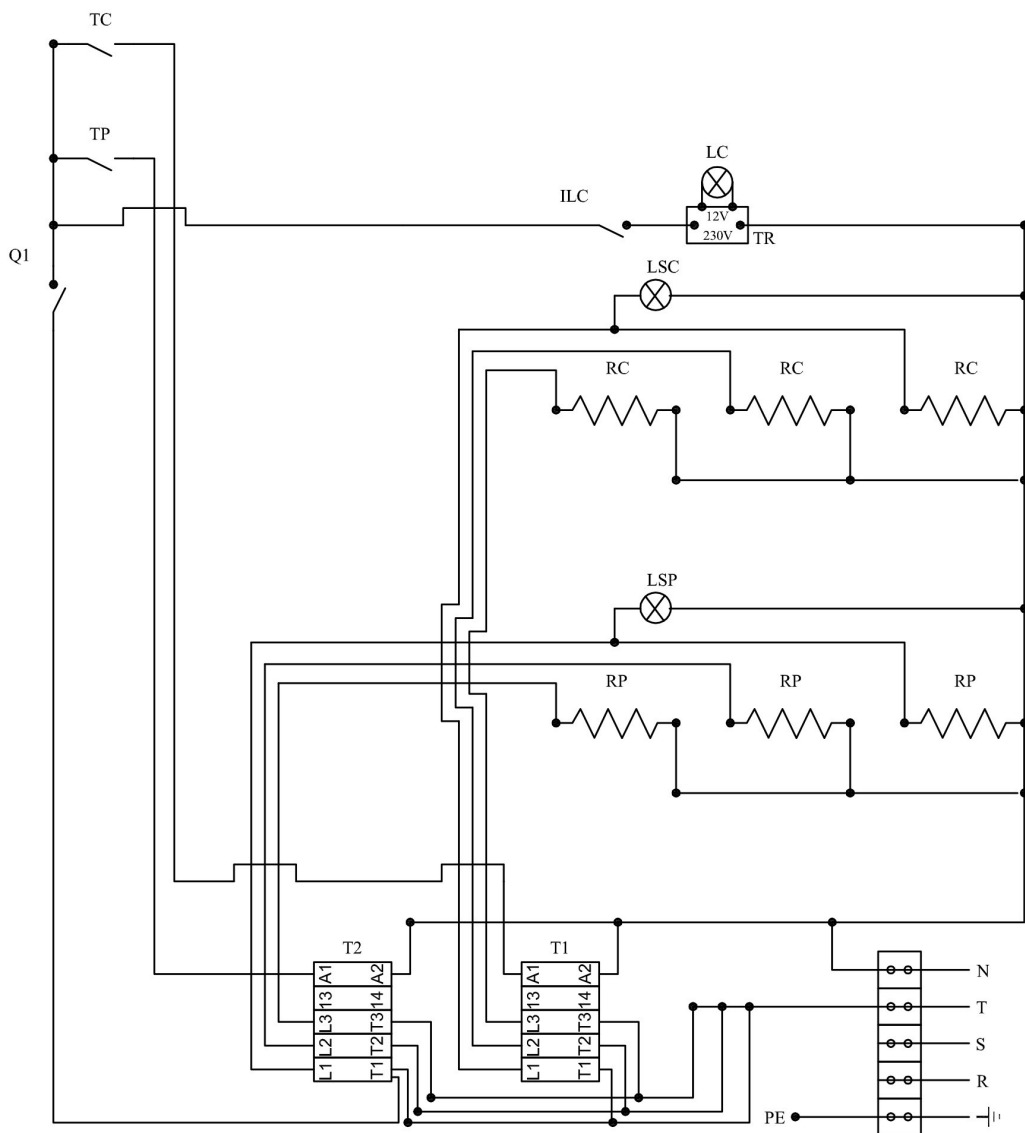 TC
TP
LC
ILC
12V
230V
TR
Q1
LSC
RC RC RC
LSP
RP RP RP
T2 T1
A1 A2 A1 A2
13 14 13 14
L3 T3 L3 T3
L2 T2 L2 T2
L1 T1 L1 T1
N
T
S
R
PE